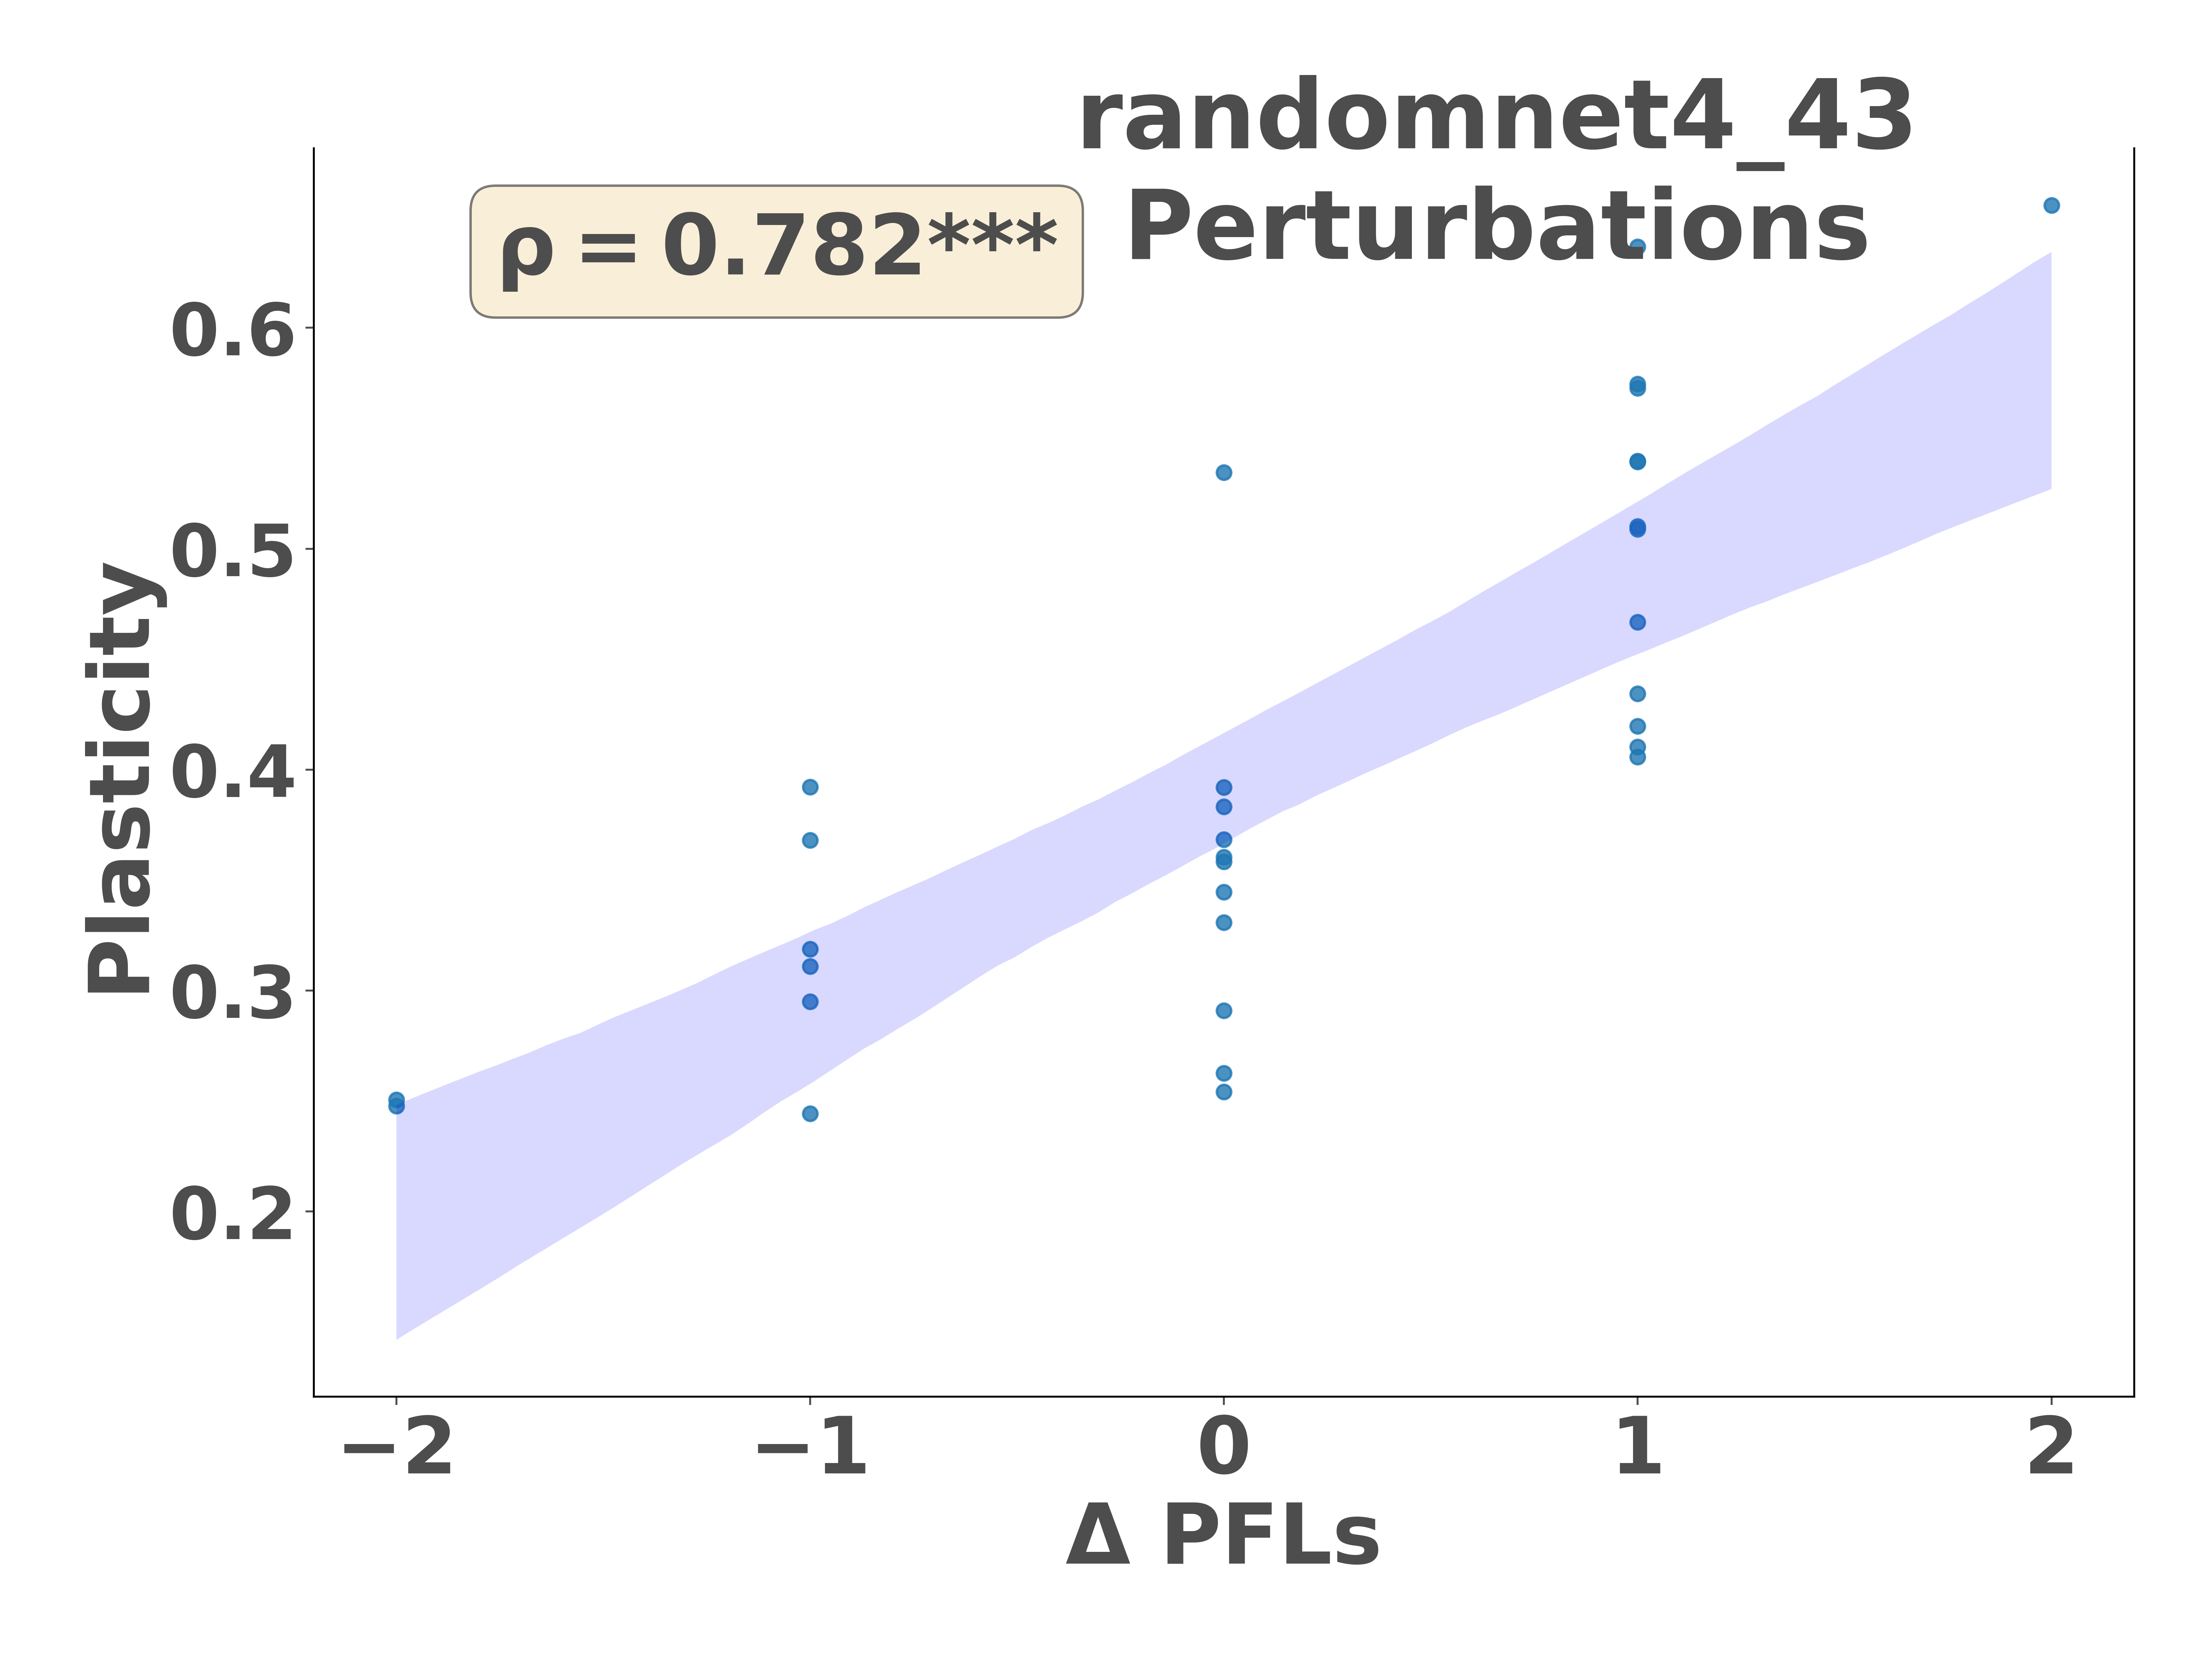 randomnet4_43
Perturbations
ρ = 0.782***
Plasticity
0.6
0.5
0.4
0.3
0.2
−2 −1 0 1 2
Δ PFLs